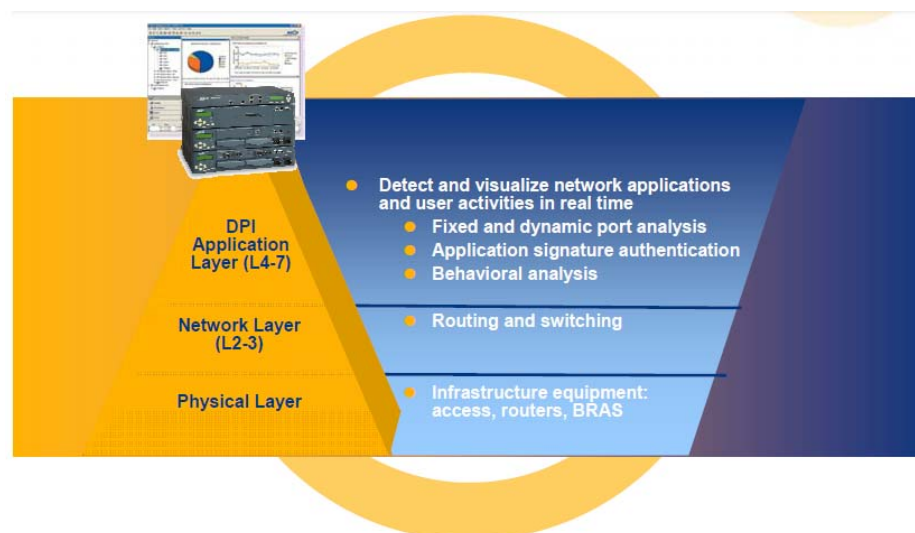 DPI
Application
Layer (L4-7)
Detect and visualize network applications
and user activities in real time
Fixed and dynamic port analysis
Application signature authentication
Behavioral analysis
Network Layer
(L2-3)
Routing and switching
Physical Layer
Infrastructure equipment:
access, routers, BRAS